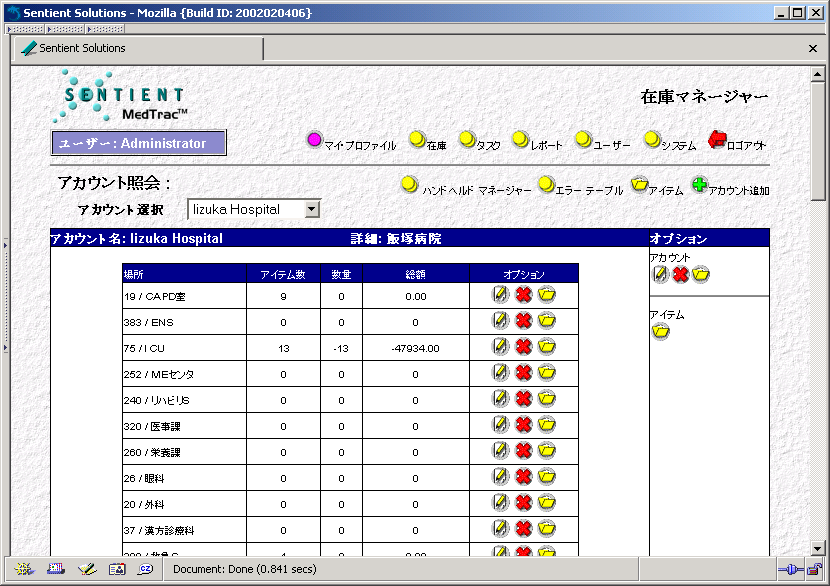 Sentient Solutions - Mozilla {Build ID: 2002020406}
Sentient Solutions
SENTIENT
MedTrac™
在庫マネージャー
ユーザー: Administrator
マイ・プロファイル 在庫 タスク レポート ユーザー システム ログアウト
アカウント照会 :
ハンドヘルド マネージャー エラー テーブル アイテム アカウント追加
アカウント選択 Iizuka Hospital
アカウント名: Iizuka Hospital 詳細: 飯塚病院 オプション
アカウント
アイテム
場所 アイテム数 数量 総額 オプション
19 / CAPD室 9 0 0.00
383 / ENS 0 0 0
75 / ICU 13 -13 -47934.00
252 / MEセンタ 0 0 0
240 / リハビリS 0 0 0
320 / 医事課 0 0 0
260 / 栄養課 0 0 0
26 / 眼科 0 0 0
20 / 外科 0 0 0
37 / 漢方診療科 0 0 0
Document: Done (0.841 secs)